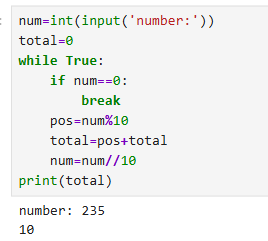 num=int(input('number:'))
total=0
while True:
    if num==0:
        break
    pos=num%10
    total=pos+total
    num=num//10
print(total)
number: 235
10